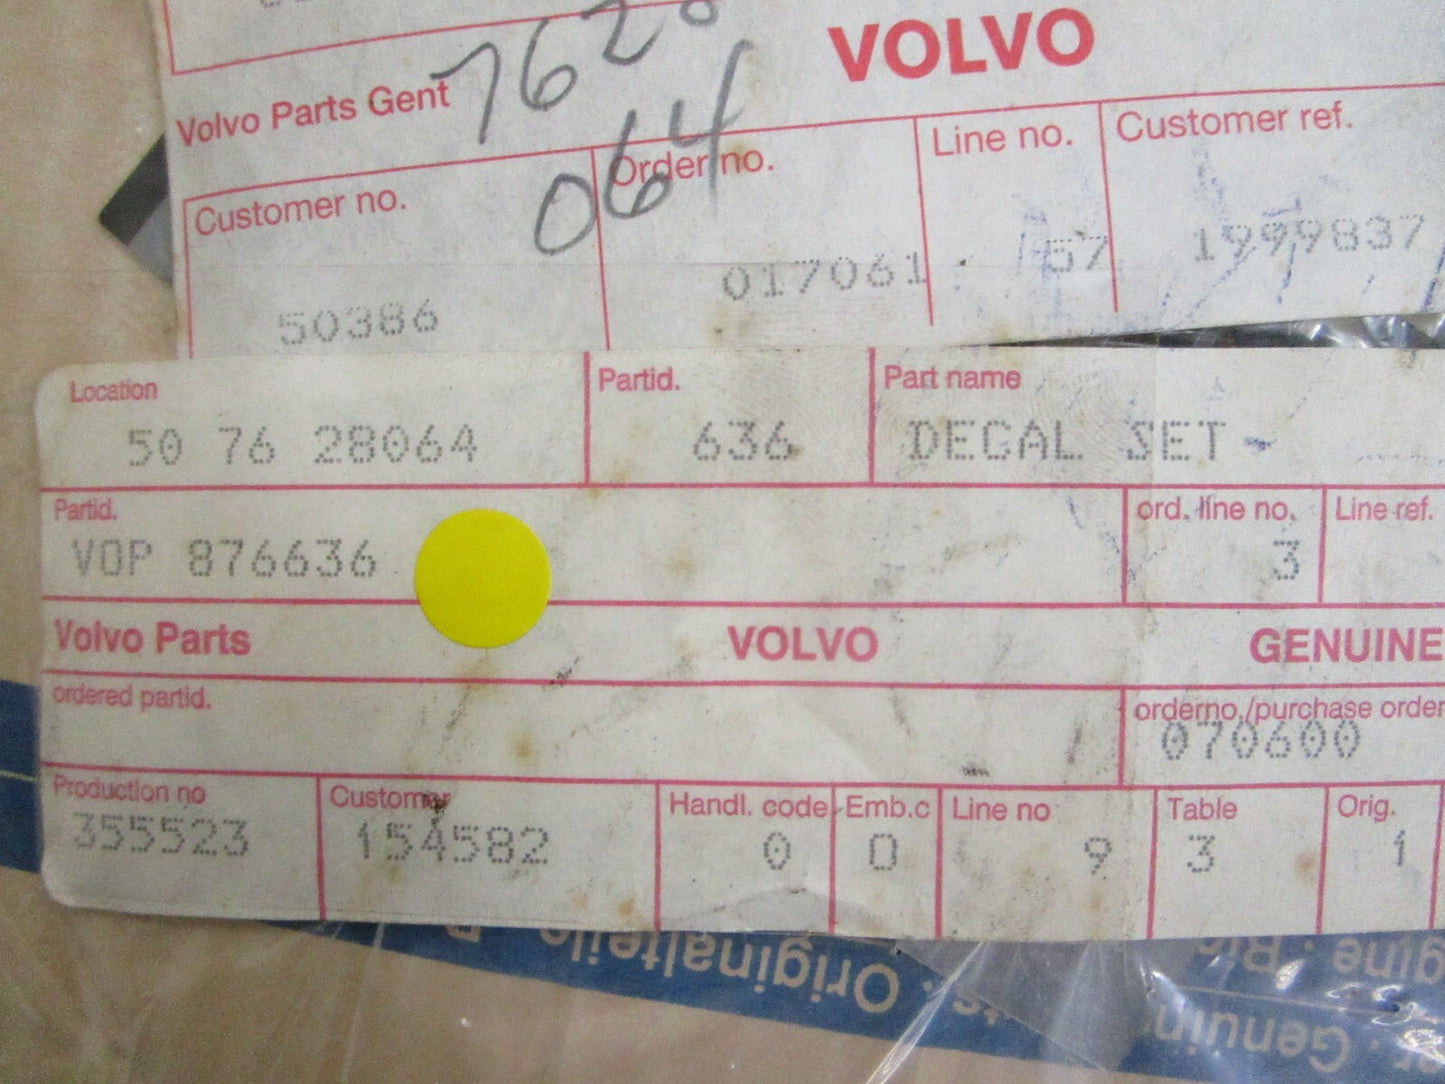 VOLVO
Volvo Parts Gent
762
064
Customer no. Order no. Line no. Customer ref.
50386 017061 57 1999837
Location Partid. Part name
50 76 28064 636 DECAL SET
Partid. ord. line no. Line ref.
VOP 876636 3
Volvo Parts VOLVO GENUINE
ordered partid. orderno./purchase order
070600
Production no Customer Handl. code Emb.c Line no Table Orig.
355523 154582 0 0 9 3 1
Originalteile
Genuin